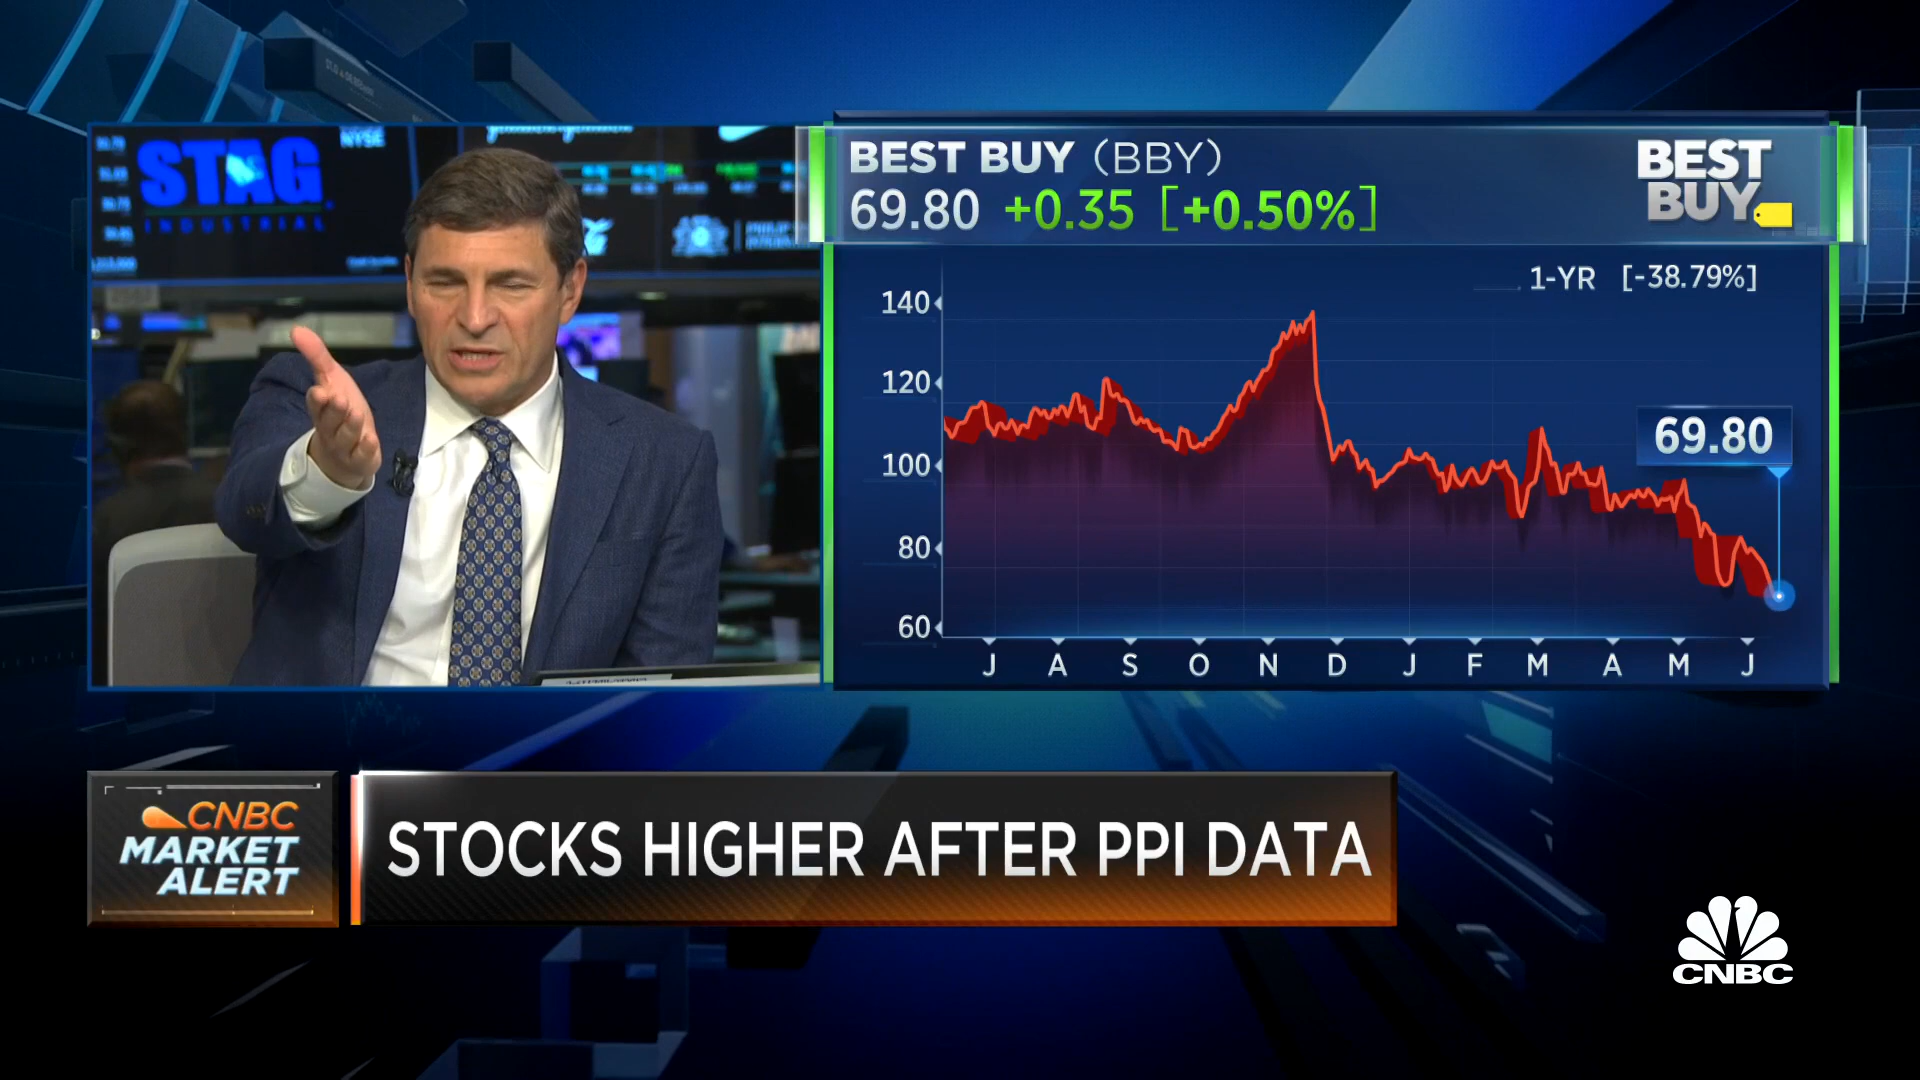 STAG
INDUSTRIAL
NYSE
BEST BUY (BBY)
69.80 +0.35 [+0.50%]
BEST
BUY
1-YR [-38.79%]
140
120
100
80
60
69.80
J A S O N D J F M A M J
CNBC
MARKET
ALERT
STOCKS HIGHER AFTER PPI DATA
CNBC